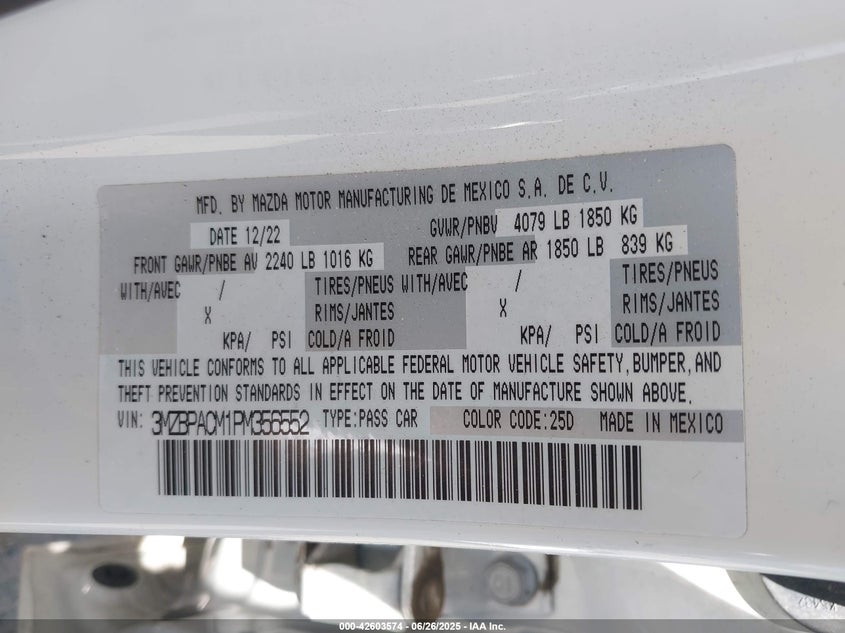 MFD. BY MAZDA MOTOR MANUFACTURING DE MEXICO S.A. DE C.V.
DATE 12/22 GVWR/PNBV 4079 LB 1850 KG
FRONT GAWR/PNBE AV 2240 LB 1016 KG REAR GAWR/PNBE AR 1850 LB 839 KG
WITH/AVEC / TIRES/PNEUS WITH/AVEC / TIRES/PNEUS
X RIMS/JANTES X RIMS/JANTES
KPA/ PSI COLD/A FROID KPA/ PSI COLD/A FROID
THIS VEHICLE CONFORMS TO ALL APPLICABLE FEDERAL MOTOR VEHICLE SAFETY,BUMPER,AND
THEFT PREVENTION STANDARDS IN EFFECT ON THE DATE OF MANUFACTURE SHOWN ABOVE.
VIN: 3MZBPACM1PM356552 TYPE:PASS CAR COLOR CODE:25D MADE IN MEXICO
000-42603574 - 06/26/2025 - IAA Inc.